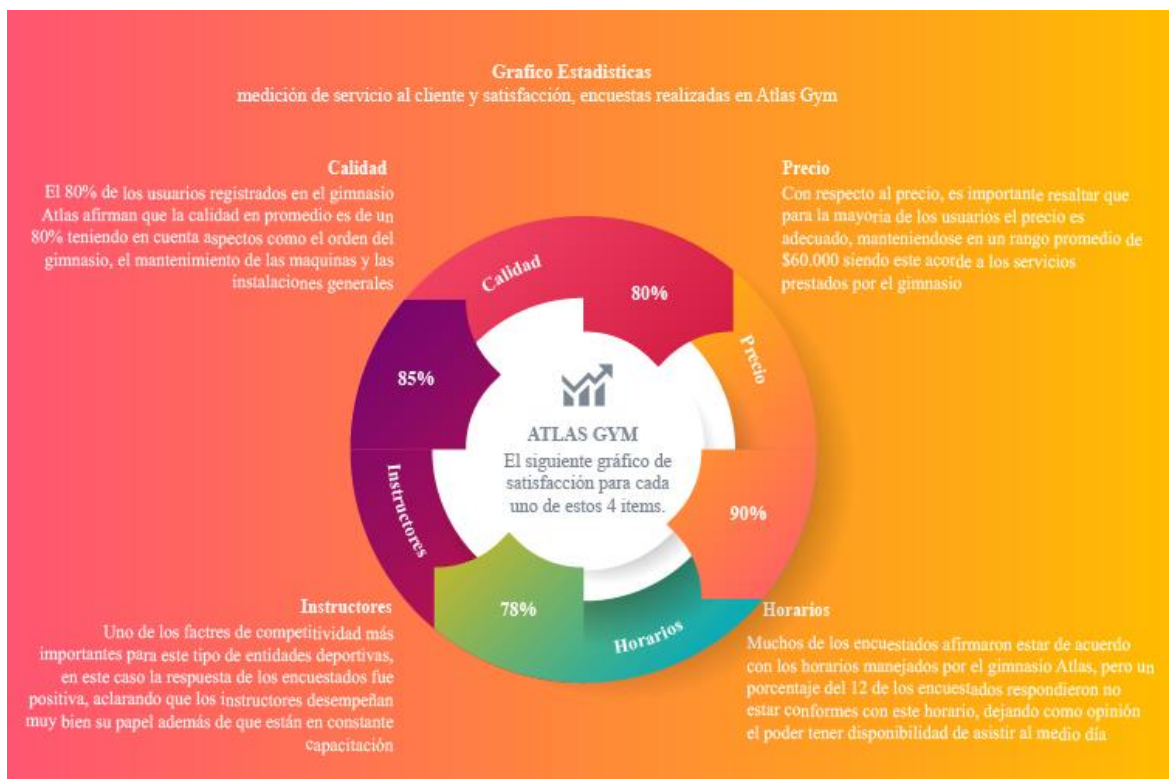 Grafico Estadisticas
medición de servicio al cliente y satisfacción, encuestas realizadas en Atlas Gym
Calidad
El 80% de los usuarios registrados en el gimnasio
Atlas afirman que la calidad en promedio es de un
80% teniendo en cuenta aspectos como el orden del
gimnasio, el mantenimiento de las maquinas y las
instalaciones generales
Precio
Con respecto al precio, es importante resaltar que
para la mayoria de los usuarios el precio es
adecuado, manteniendose en un rango promedio de
$60.000 siendo este acorde a los servicios
prestados por el gimnasio
Calidad
80%
Precio
90%
Horarios
78%
Instructores
85%
ATLAS GYM
El siguiente gráfico de
satisfacción para cada
uno de estos 4 items.
Instructores
Uno de los factres de competitividad más
importantes para este tipo de entidades deportivas,
en este caso la respuesta de los encuestados fue
positiva, aclarando que los instructores desempeñan
muy bien su papel además de que están en constante
capacitación
Horarios
Muchos de los encuestados afirmaron estar de acuerdo
con los horarios manejados por el gimnasio Atlas, pero un
porcentaje del 12 de los encuestados respondieron no
estar conformes con este horario, dejando como opinión
el poder tener disponibilidad de asistir al medio día